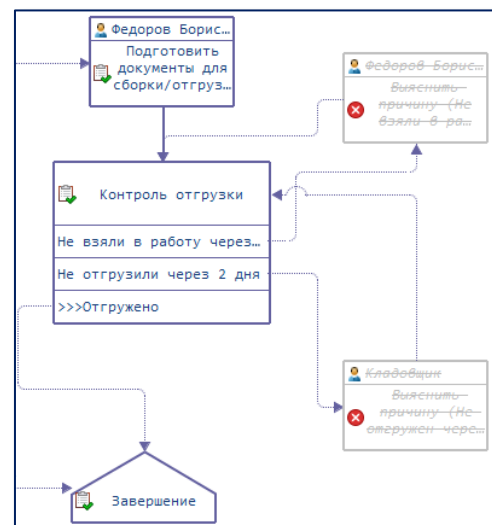 Федоров Борис…
Подготовить
документы для
сборки/отгруз…
Федоров Борис…
Выяснить
причину (Не
взяли в ра…
Контроль отгрузки
Не взяли в работу через…
Не отгрузили через 2 дня
>>>Отгружено
Кладовщик
Выяснить
причину (Не
отгружен чере…
Завершение